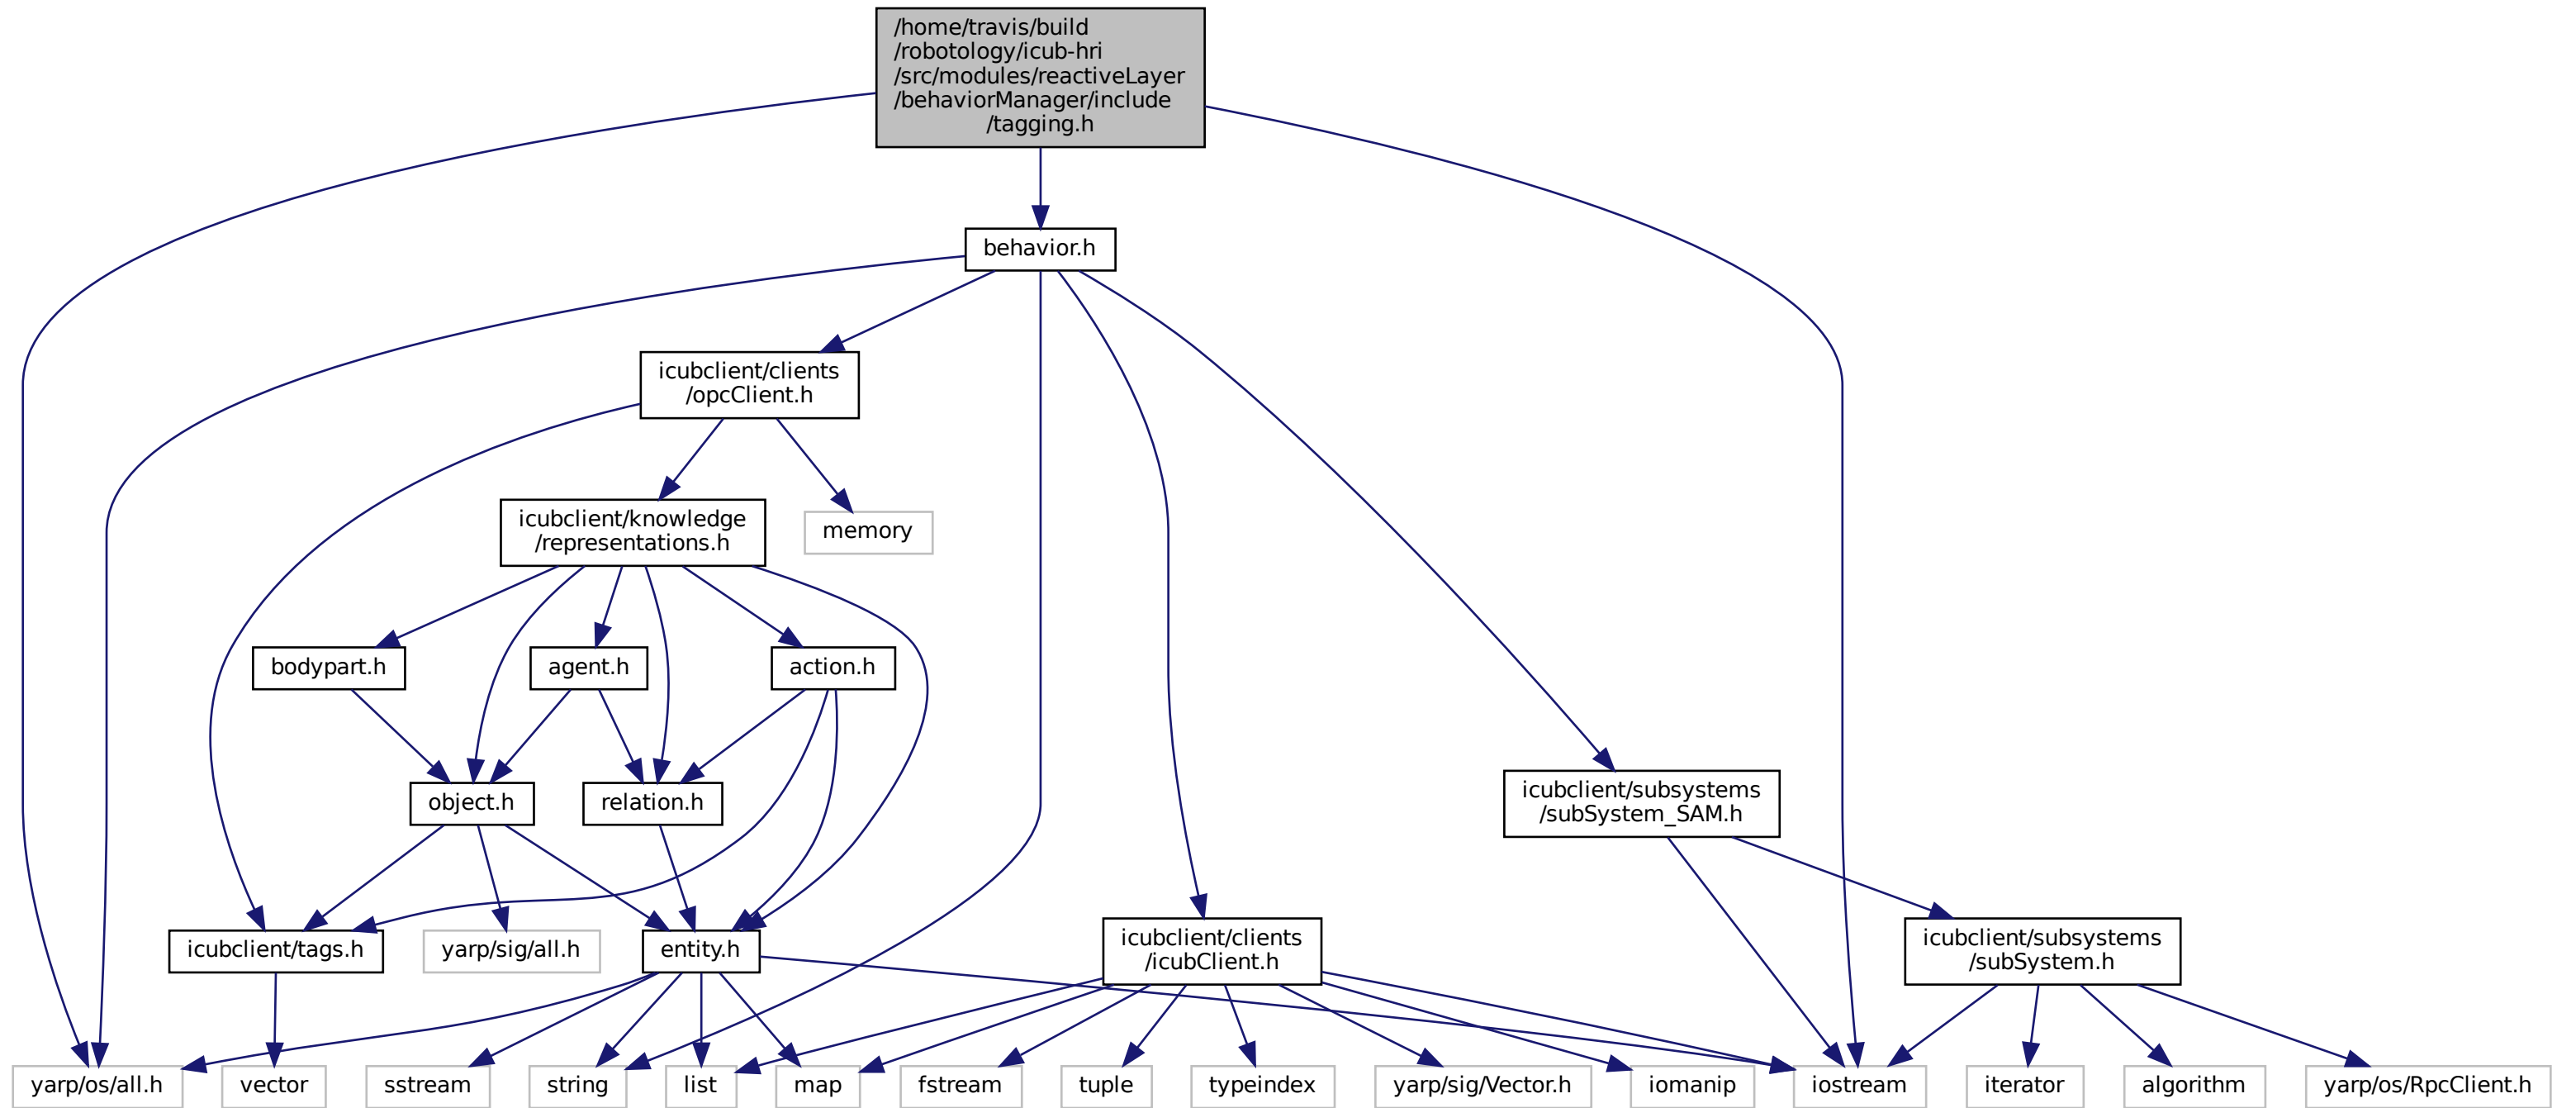 /home/travis/build
/robotology/icub-hri
/src/modules/reactiveLayer
/behaviorManager/include
/tagging.h
behavior.h
icubclient/clients
/opcClient.h
icubclient/knowledge
/representations.h
memory
bodypart.h
agent.h
action.h
object.h
relation.h
icubclient/subsystems
/subSystem_SAM.h
icubclient/tags.h
yarp/sig/all.h
entity.h
icubclient/clients
/icubClient.h
icubclient/subsystems
/subSystem.h
yarp/os/all.h
vector
sstream
string
list
map
fstream
tuple
typeindex
yarp/sig/Vector.h
iomanip
iostream
iterator
algorithm
yarp/os/RpcClient.h